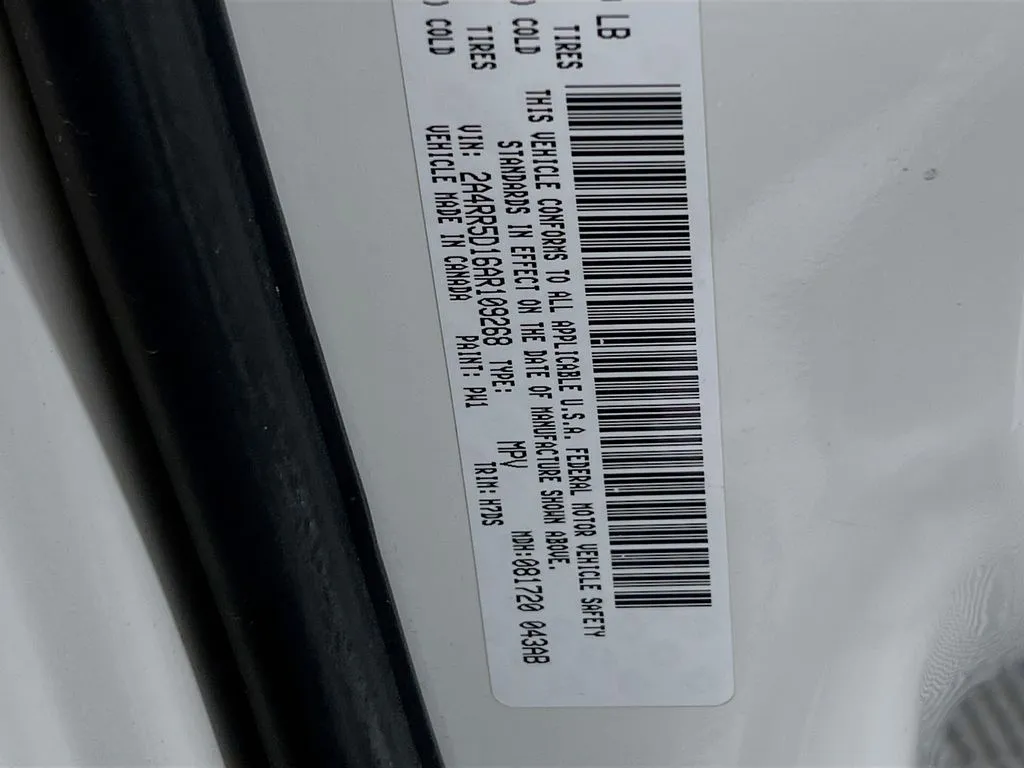 LB
TIRES ) COLD
TIRES ) COLD
THIS VEHICLE CONFORMS TO ALL APPLICABLE U.S.A. FEDERAL MOTOR VEHICLE SAFETY
STANDARDS IN EFFECT ON THE DATE OF MANUFACTURE SHOWN ABOVE.
VIN: 2A4RR5D16AR109268 TYPE: MPV MDH:081720 043AB
VEHICLE MADE IN CANADA PAINT: PW1 TRIM: H7DS